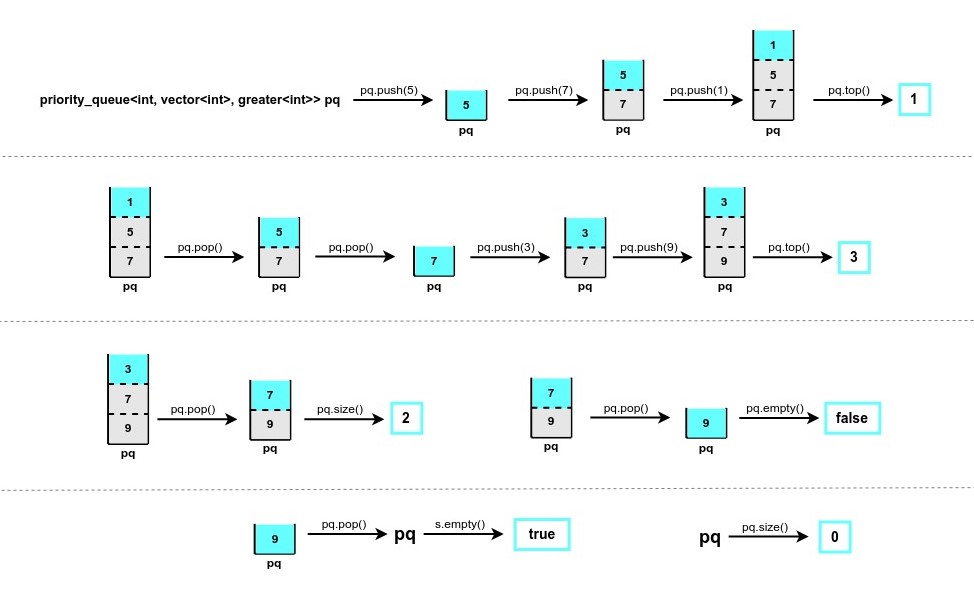 priority_queue<int, vector<int>, greater<int>> pq
pq.push(5)
5
pq
pq.push(7)
5
7
pq
pq.push(1)
1
5
7
pq
pq.top()
1
1
5
7
pq
pq.pop()
5
7
pq
pq.pop()
7
pq
pq.push(3)
3
7
pq
pq.push(9)
3
7
9
pq
pq.top()
3
3
7
9
pq
pq.pop()
7
9
pq
pq.size()
2
7
9
pq
pq.pop()
9
pq
pq.empty()
false
9
pq
pq.pop()
pq
s.empty()
true
pq
pq.size()
0